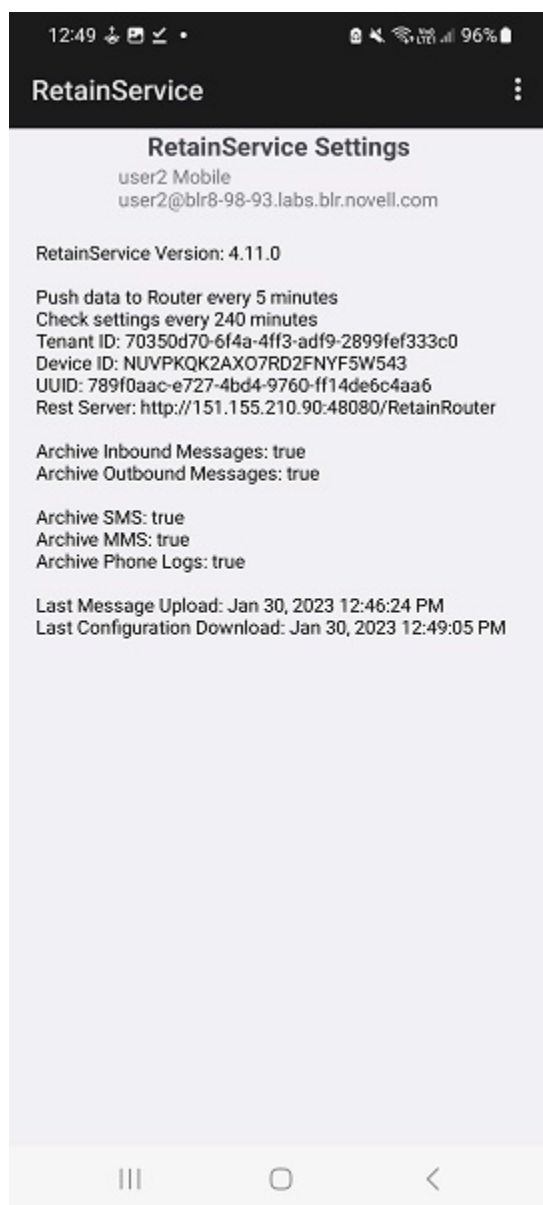 12:49
96%
RetainService
RetainService Settings
user2 Mobile
user2@blr8-98-93.labs.blr.novell.com
RetainService Version: 4.11.0
Push data to Router every 5 minutes
Check settings every 240 minutes
Tenant ID: 70350d70-6f4a-4ff3-adf9-2899fef333c0
Device ID: NUVPKQK2AXO7RD2FNYF5W543
UUID: 789f0aac-e727-4bd4-9760-ff14de6c4aa6
Rest Server: http://151.155.210.90:48080/RetainRouter
Archive Inbound Messages: true
Archive Outbound Messages: true
Archive SMS: true
Archive MMS: true
Archive Phone Logs: true
Last Message Upload: Jan 30, 2023 12:46:24 PM
Last Configuration Download: Jan 30, 2023 12:49:05 PM